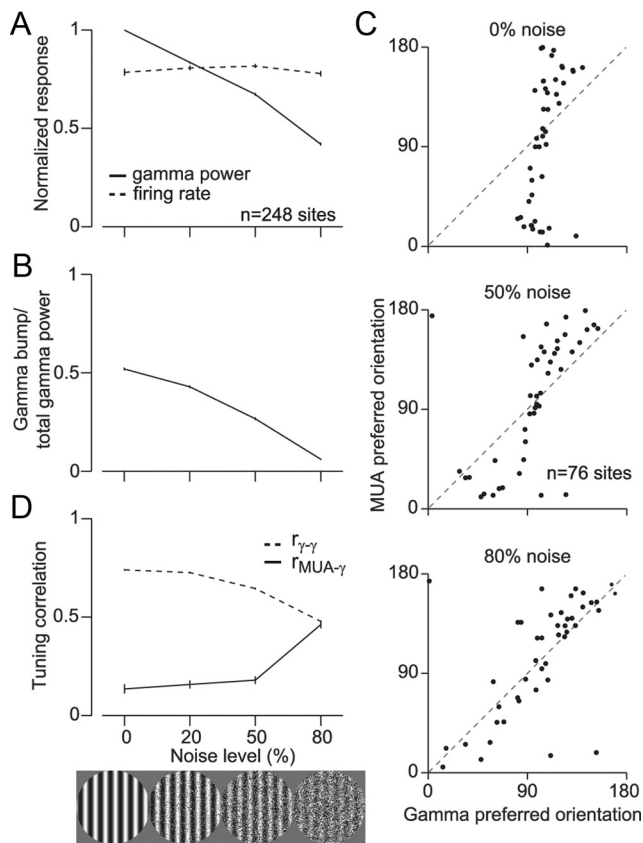 A
Normalized response
1
0.5
0
gamma power
firing rate
n=248 sites
B
Gamma bump/
total gamma power
1
0.5
0
D
Tuning correlation
1
0.5
0
rγ-γ
rMUA-γ
0 20 50 80
Noise level (%)
C
0% noise
180
90
0
50% noise
MUA preferred orientation
180
90
0
n=76 sites
80% noise
180
90
0
0 90 180
Gamma preferred orientation